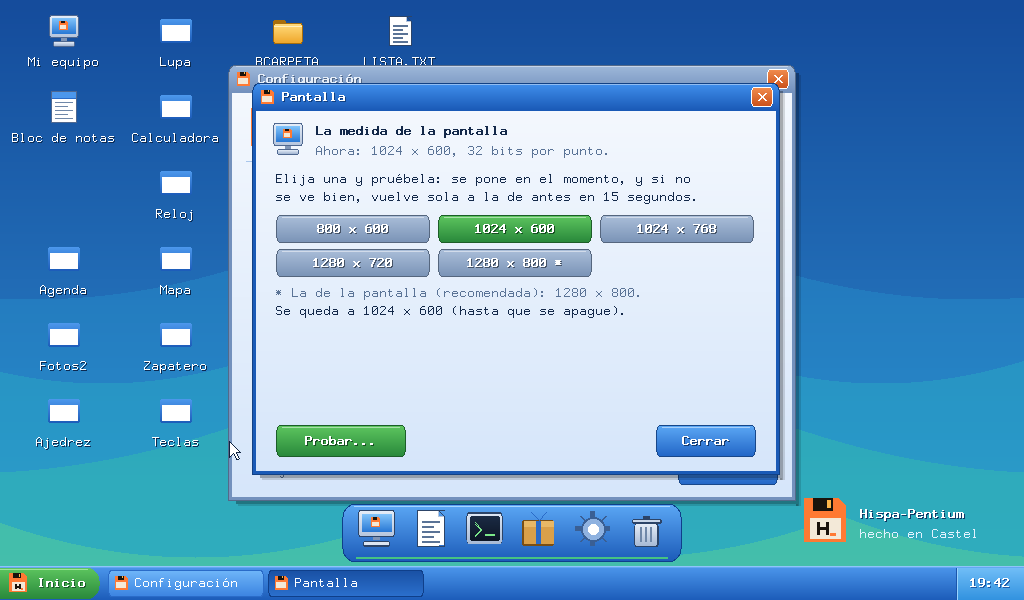 Mi equipo
Lupa
BCARPETA
LISTA.TXT
Bloc de notas
Calculadora
Reloj
Agenda
Mapa
Fotos2
Zapatero
Ajedrez
Teclas
Configuración
Pantalla
La medida de la pantalla
Ahora: 1024 x 600, 32 bits por punto.
Elija una y pruébela: se pone en el momento, y si no
se ve bien, vuelve sola a la de antes en 15 segundos.
800 x 600
1024 x 600
1024 x 768
1280 x 720
1280 x 800 *
* La de la pantalla (recomendada): 1280 x 800.
Se queda a 1024 x 600 (hasta que se apague).
Probar...
Cerrar
H_
Hispa-Pentium
hecho en Castel
Inicio
Configuración
Pantalla
19:42